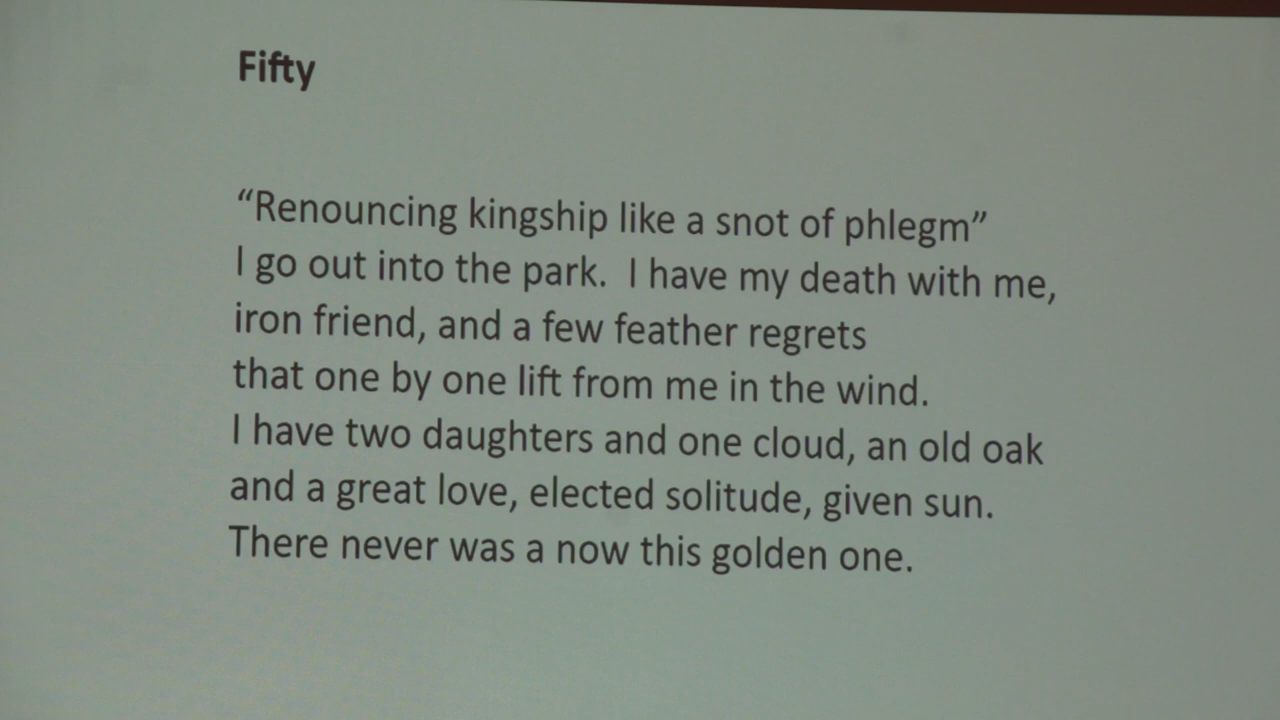 Fifty
“Renouncing kingship like a snot of phlegm”
I go out into the park.  I have my death with me,
iron friend, and a few feather regrets
that one by one lift from me in the wind.
I have two daughters and one cloud, an old oak
and a great love, elected solitude, given sun.
There never was a now this golden one.